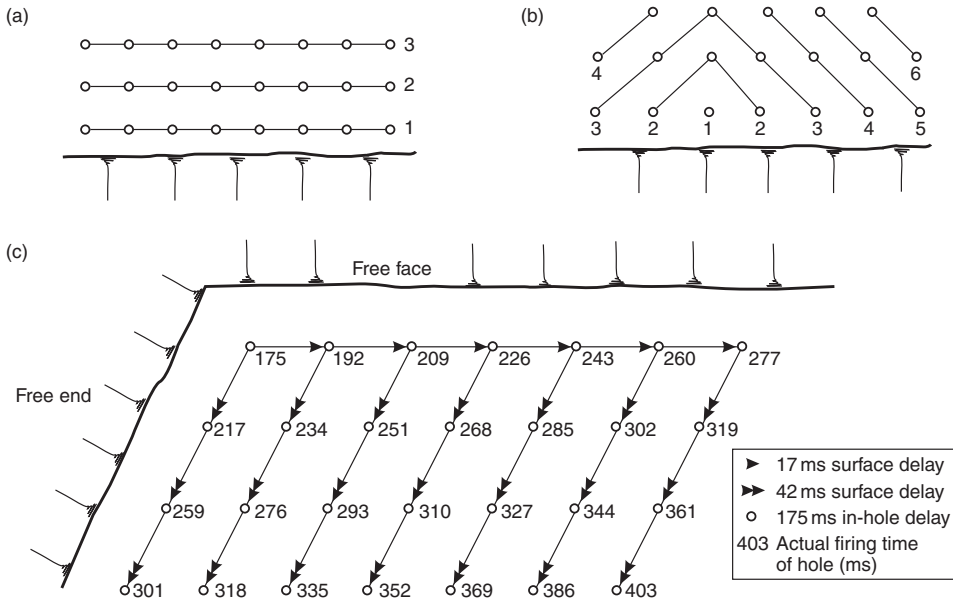 (a)
3
2
1
(b)
4
6
3 2 1 2 3 4 5
(c)
Free face
Free end
175 192 209 226 243 260 277
217 234 251 268 285 302 319
259 276 293 310 327 344 361
301 318 335 352 369 386 403
17 ms surface delay
42 ms surface delay
175 ms in-hole delay
403 Actual firing time
of hole (ms)